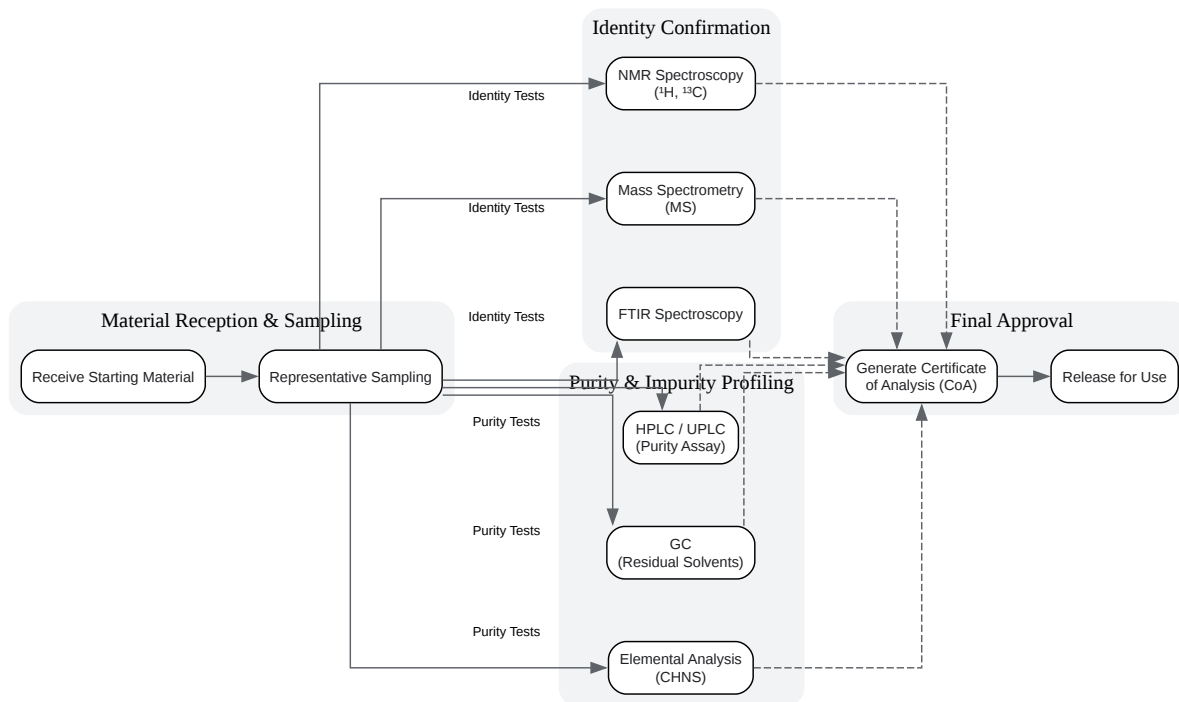 Identity Confirmation
NMR Spectroscopy
(¹H, ¹³C)
Identity Tests
Mass Spectrometry
(MS)
Identity Tests
FTIR Spectroscopy
Identity Tests
Material Reception & Sampling
Receive Starting Material
Representative Sampling
Purity & Impurity Profiling
HPLC / UPLC
(Purity Assay)
Purity Tests
GC
(Residual Solvents)
Purity Tests
Elemental Analysis
(CHNS)
Purity Tests
Final Approval
Generate Certificate
of Analysis (CoA)
Release for Use